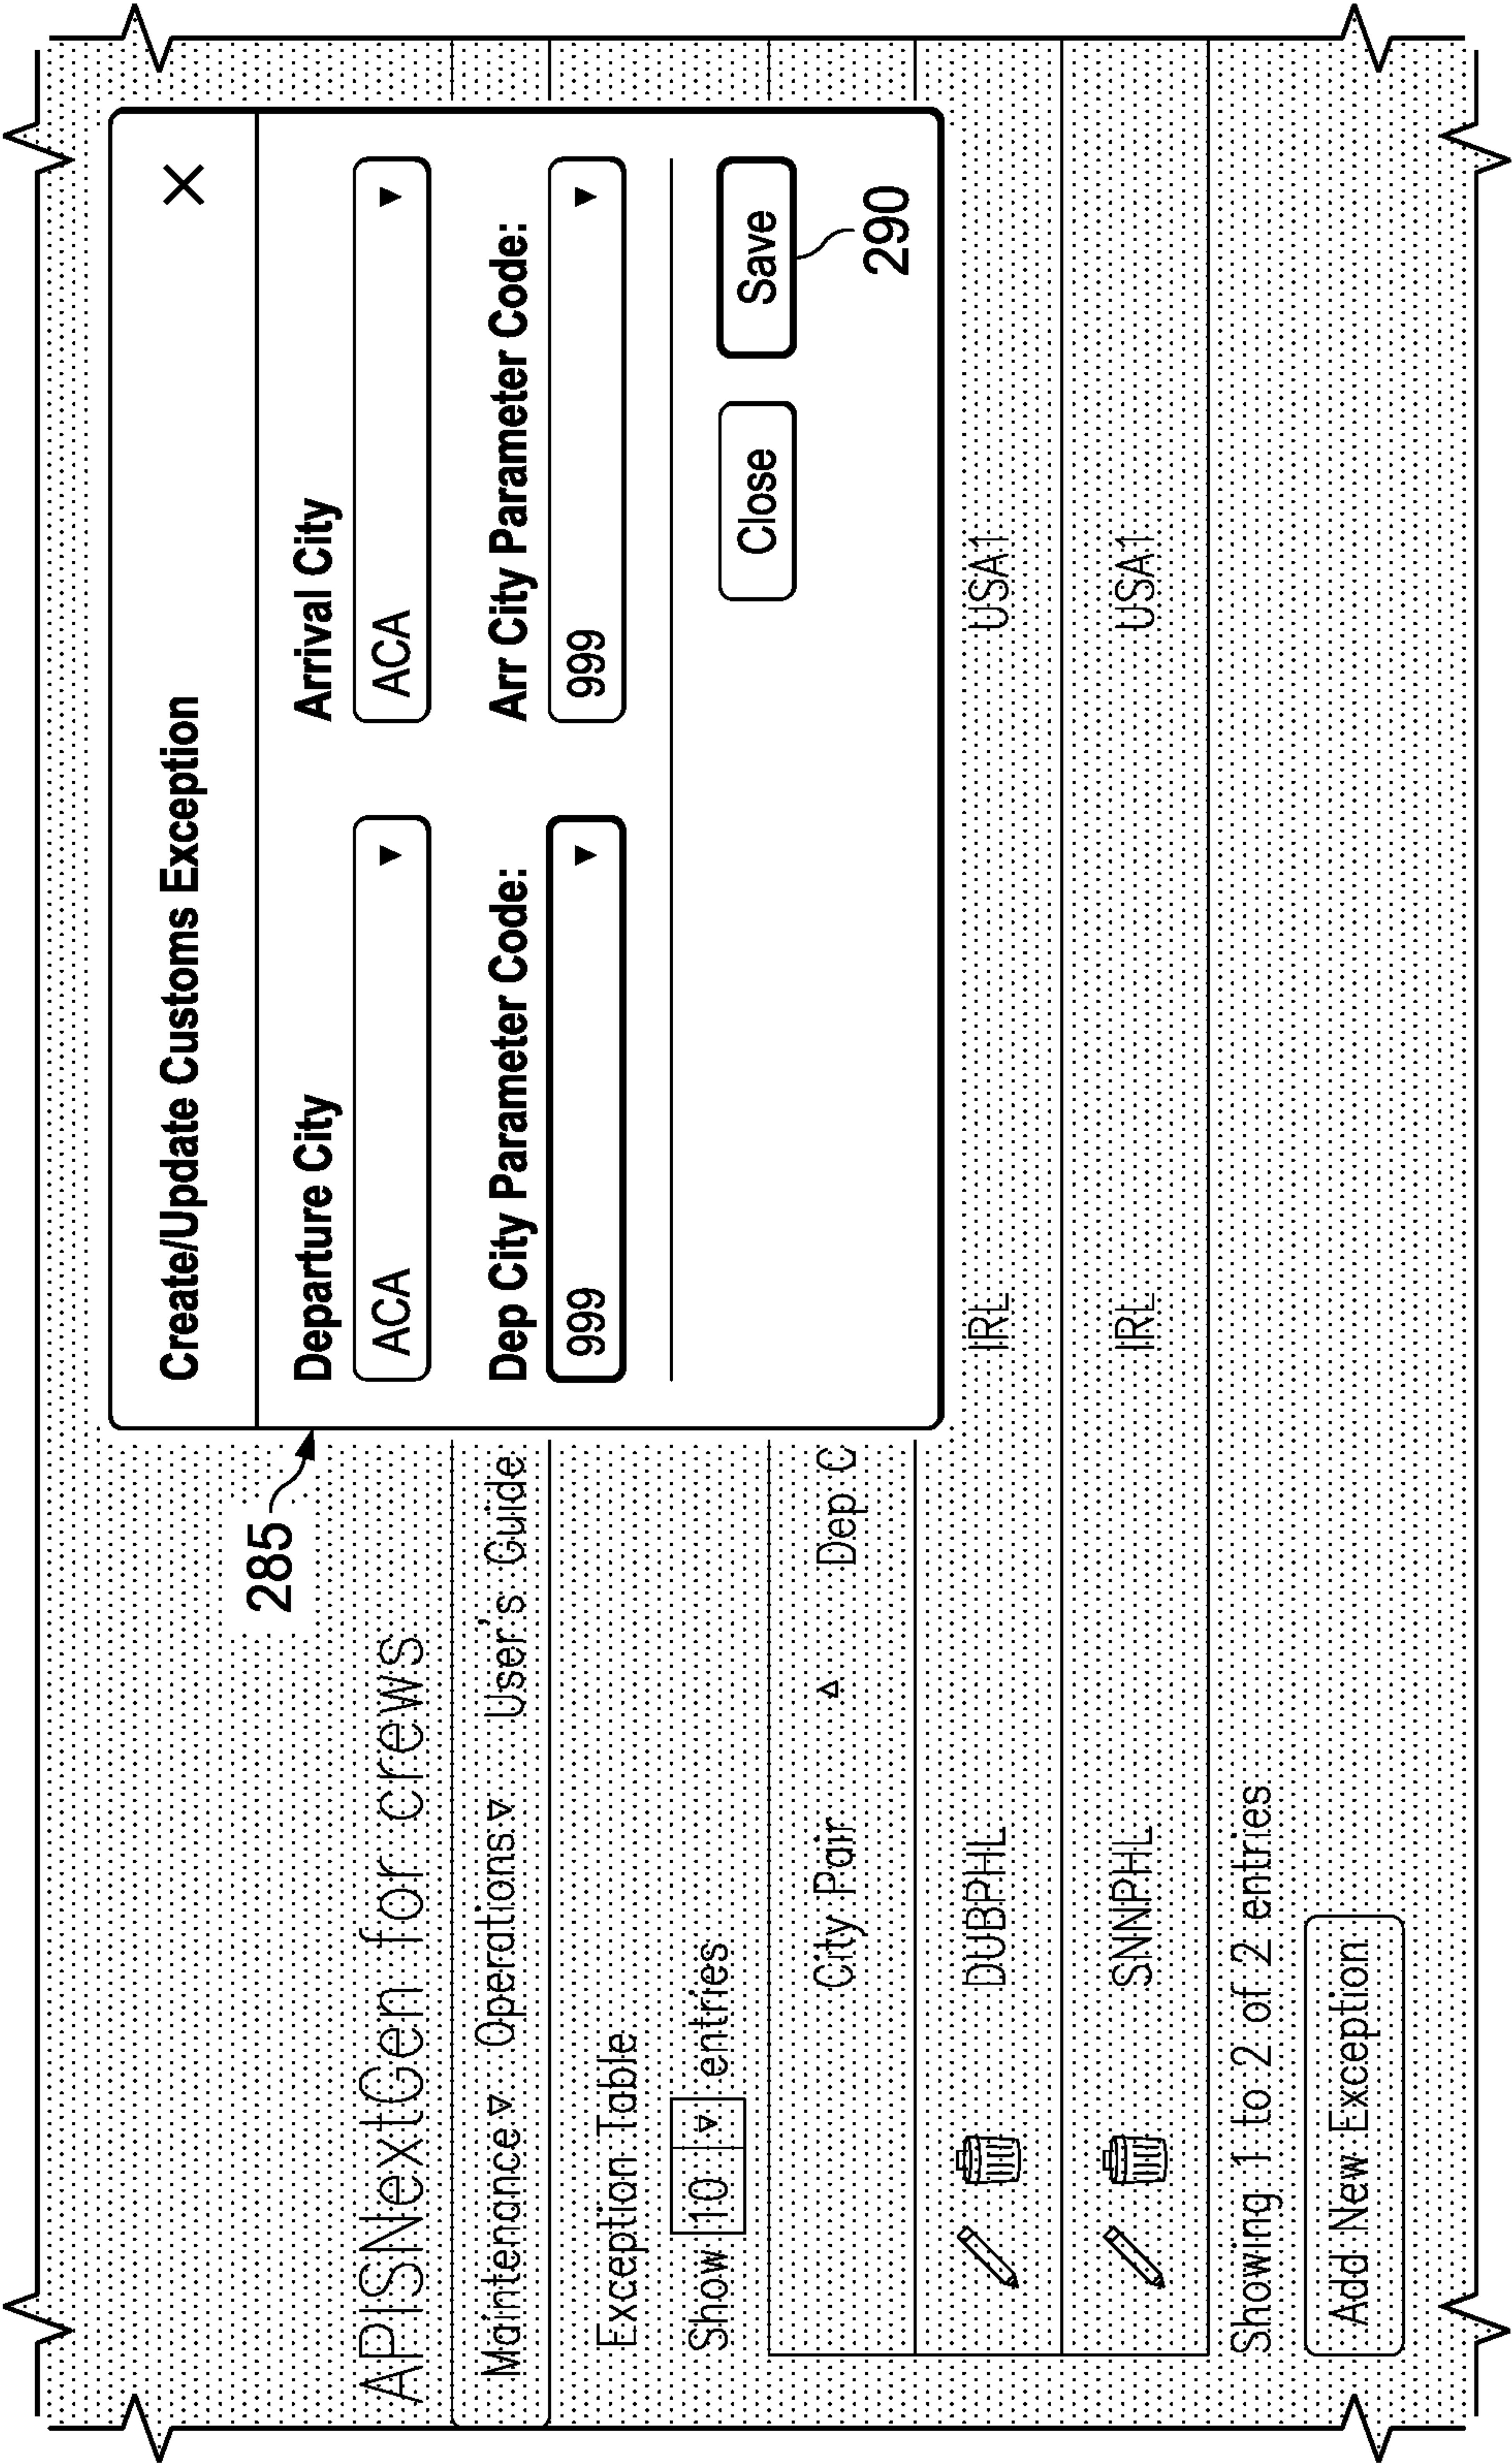 APISNextGen for crews
Maintenance Operations User's Guide
Exception Table
Show 10 entries
City Pair Dep C
DUBPHL IRL USA1
SNNPHL IRL USA1
Showing 1 to 2 of 2 entries
Add New Exception
285
Create/Update Customs Exception
Departure City Arrival City
ACA ACA
Dep City Parameter Code: Arr City Parameter Code:
999 999
Close Save
290